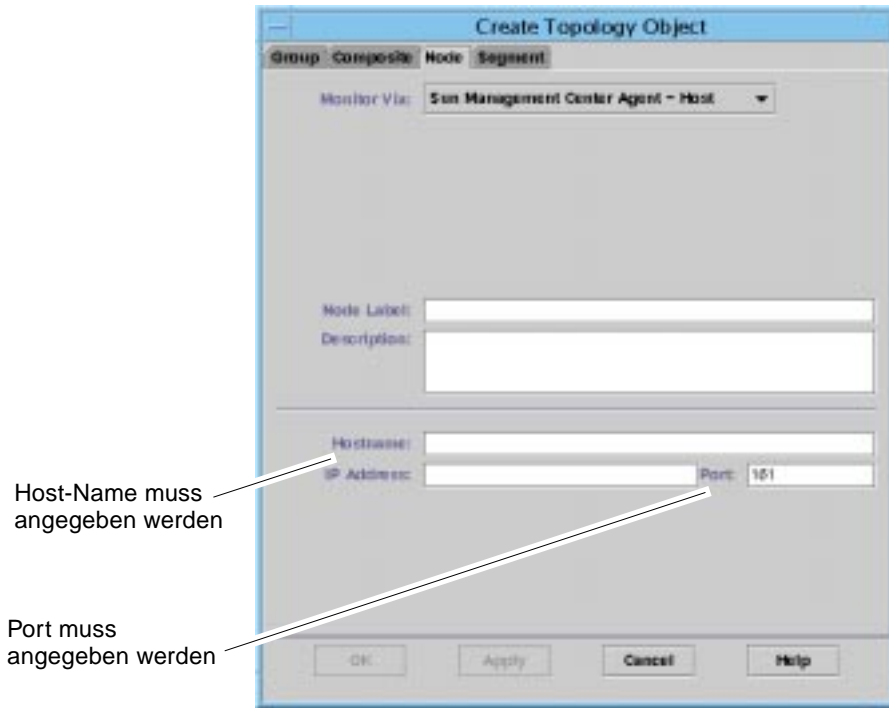 Create Topology Object
Group Composite Node Segment
Monitor Via: Sun Management Center Agent - Host
Node Label:
Description:
Hostname:
IP Address: Port: 161
Host-Name muss
angegeben werden
Port muss
angegeben werden
OK Apply Cancel Help